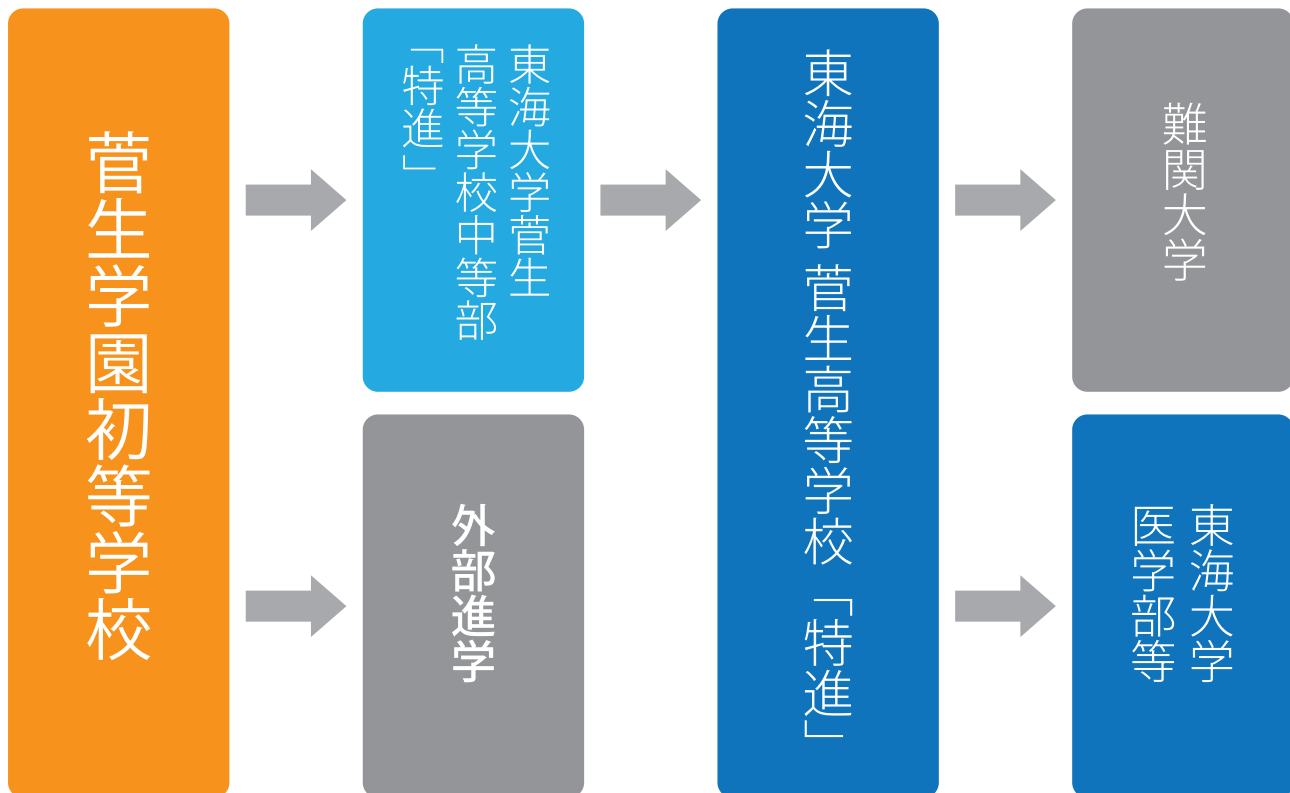 菅生学園初等学校
東海大学菅生
高等学校中等部
「特進」
外部進学
東海大学 菅生高等学校「特進」
難関大学
東海大学
医学部等